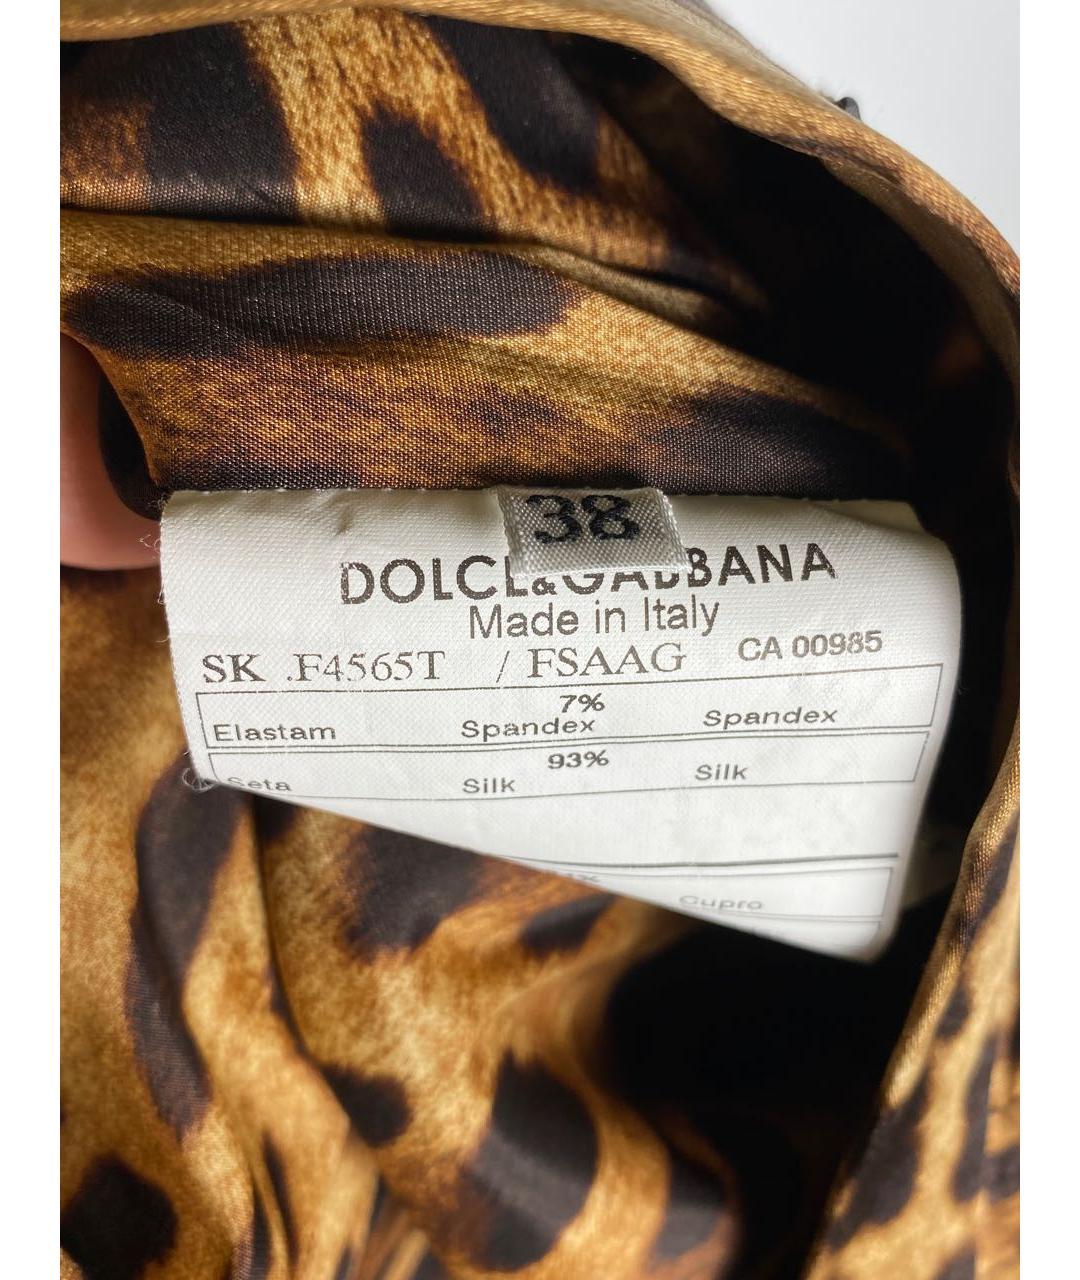 38
DOLCE&GABBANA
Made in Italy
SK .F4565T / FSAAG CA 00985
7%
Elastam Spandex Spandex
93%
Seta Silk Silk
Cupro